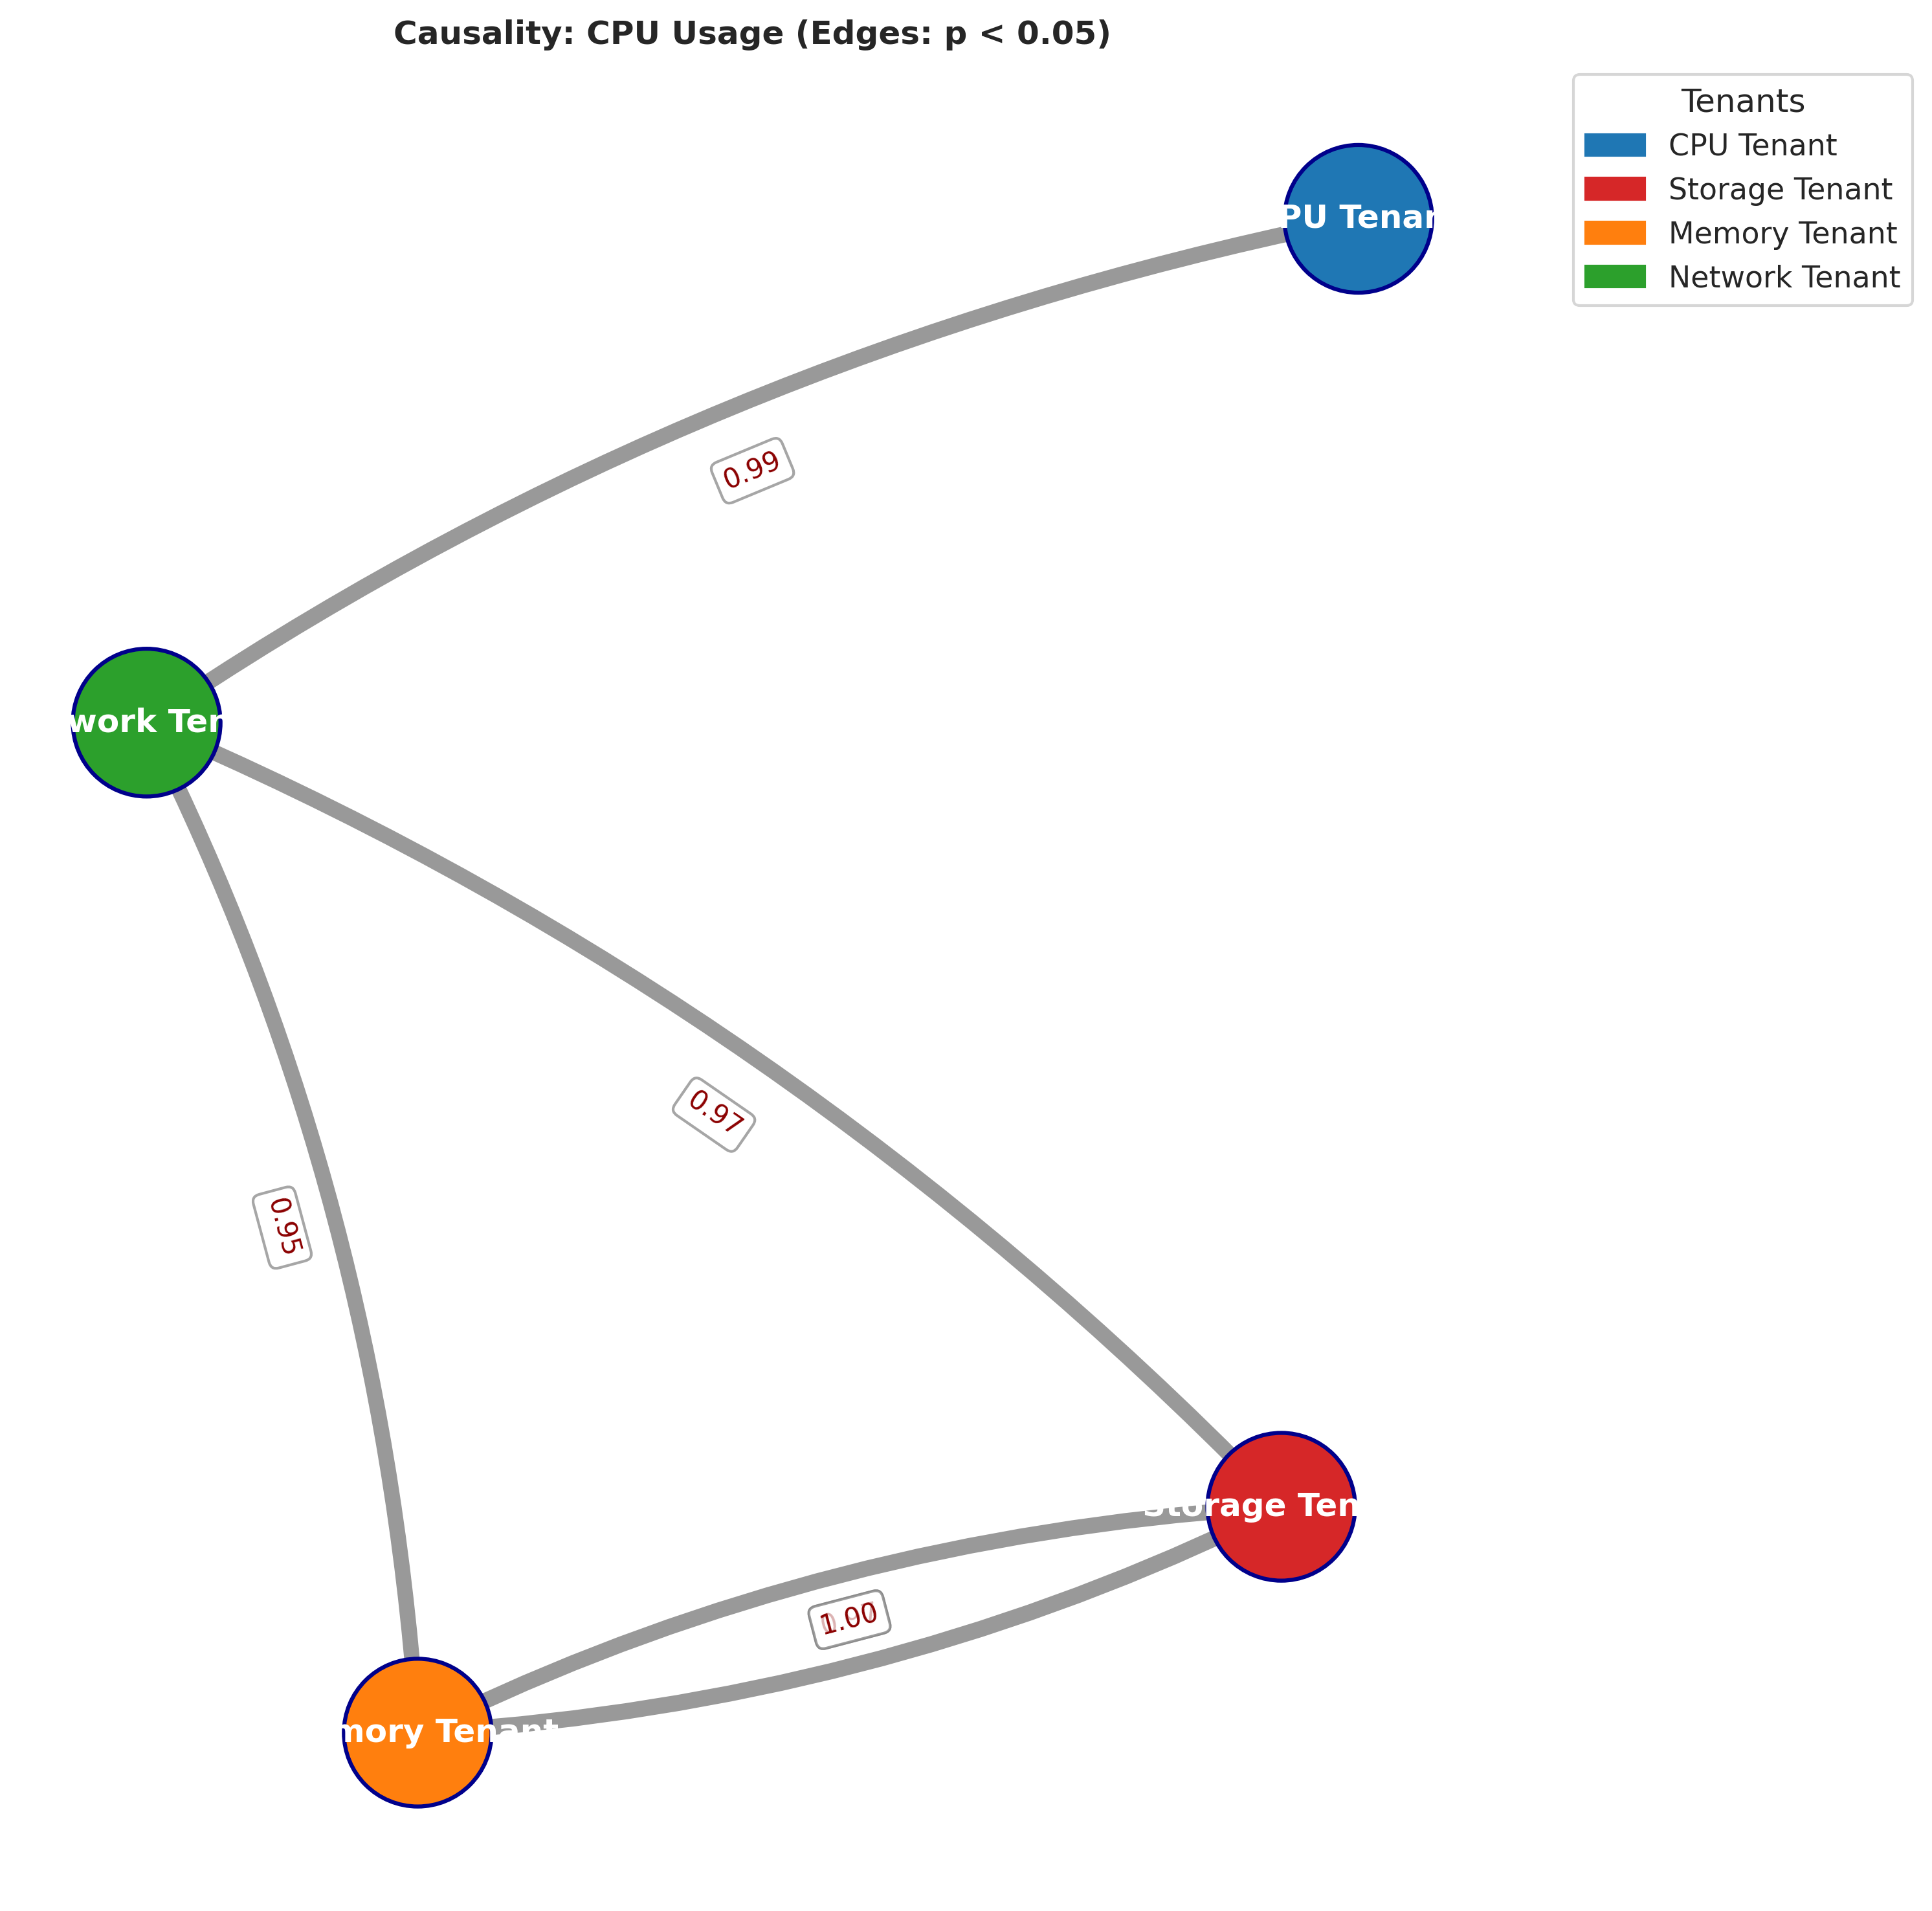 Causality: CPU Usage (Edges: p < 0.05)
Tenants
CPU Tenant
Storage Tenant
Memory Tenant
Network Tenant
PU Tenan
0.99
work Ten
0.97
0.95
Storage Ten
1.00
mory Tenant